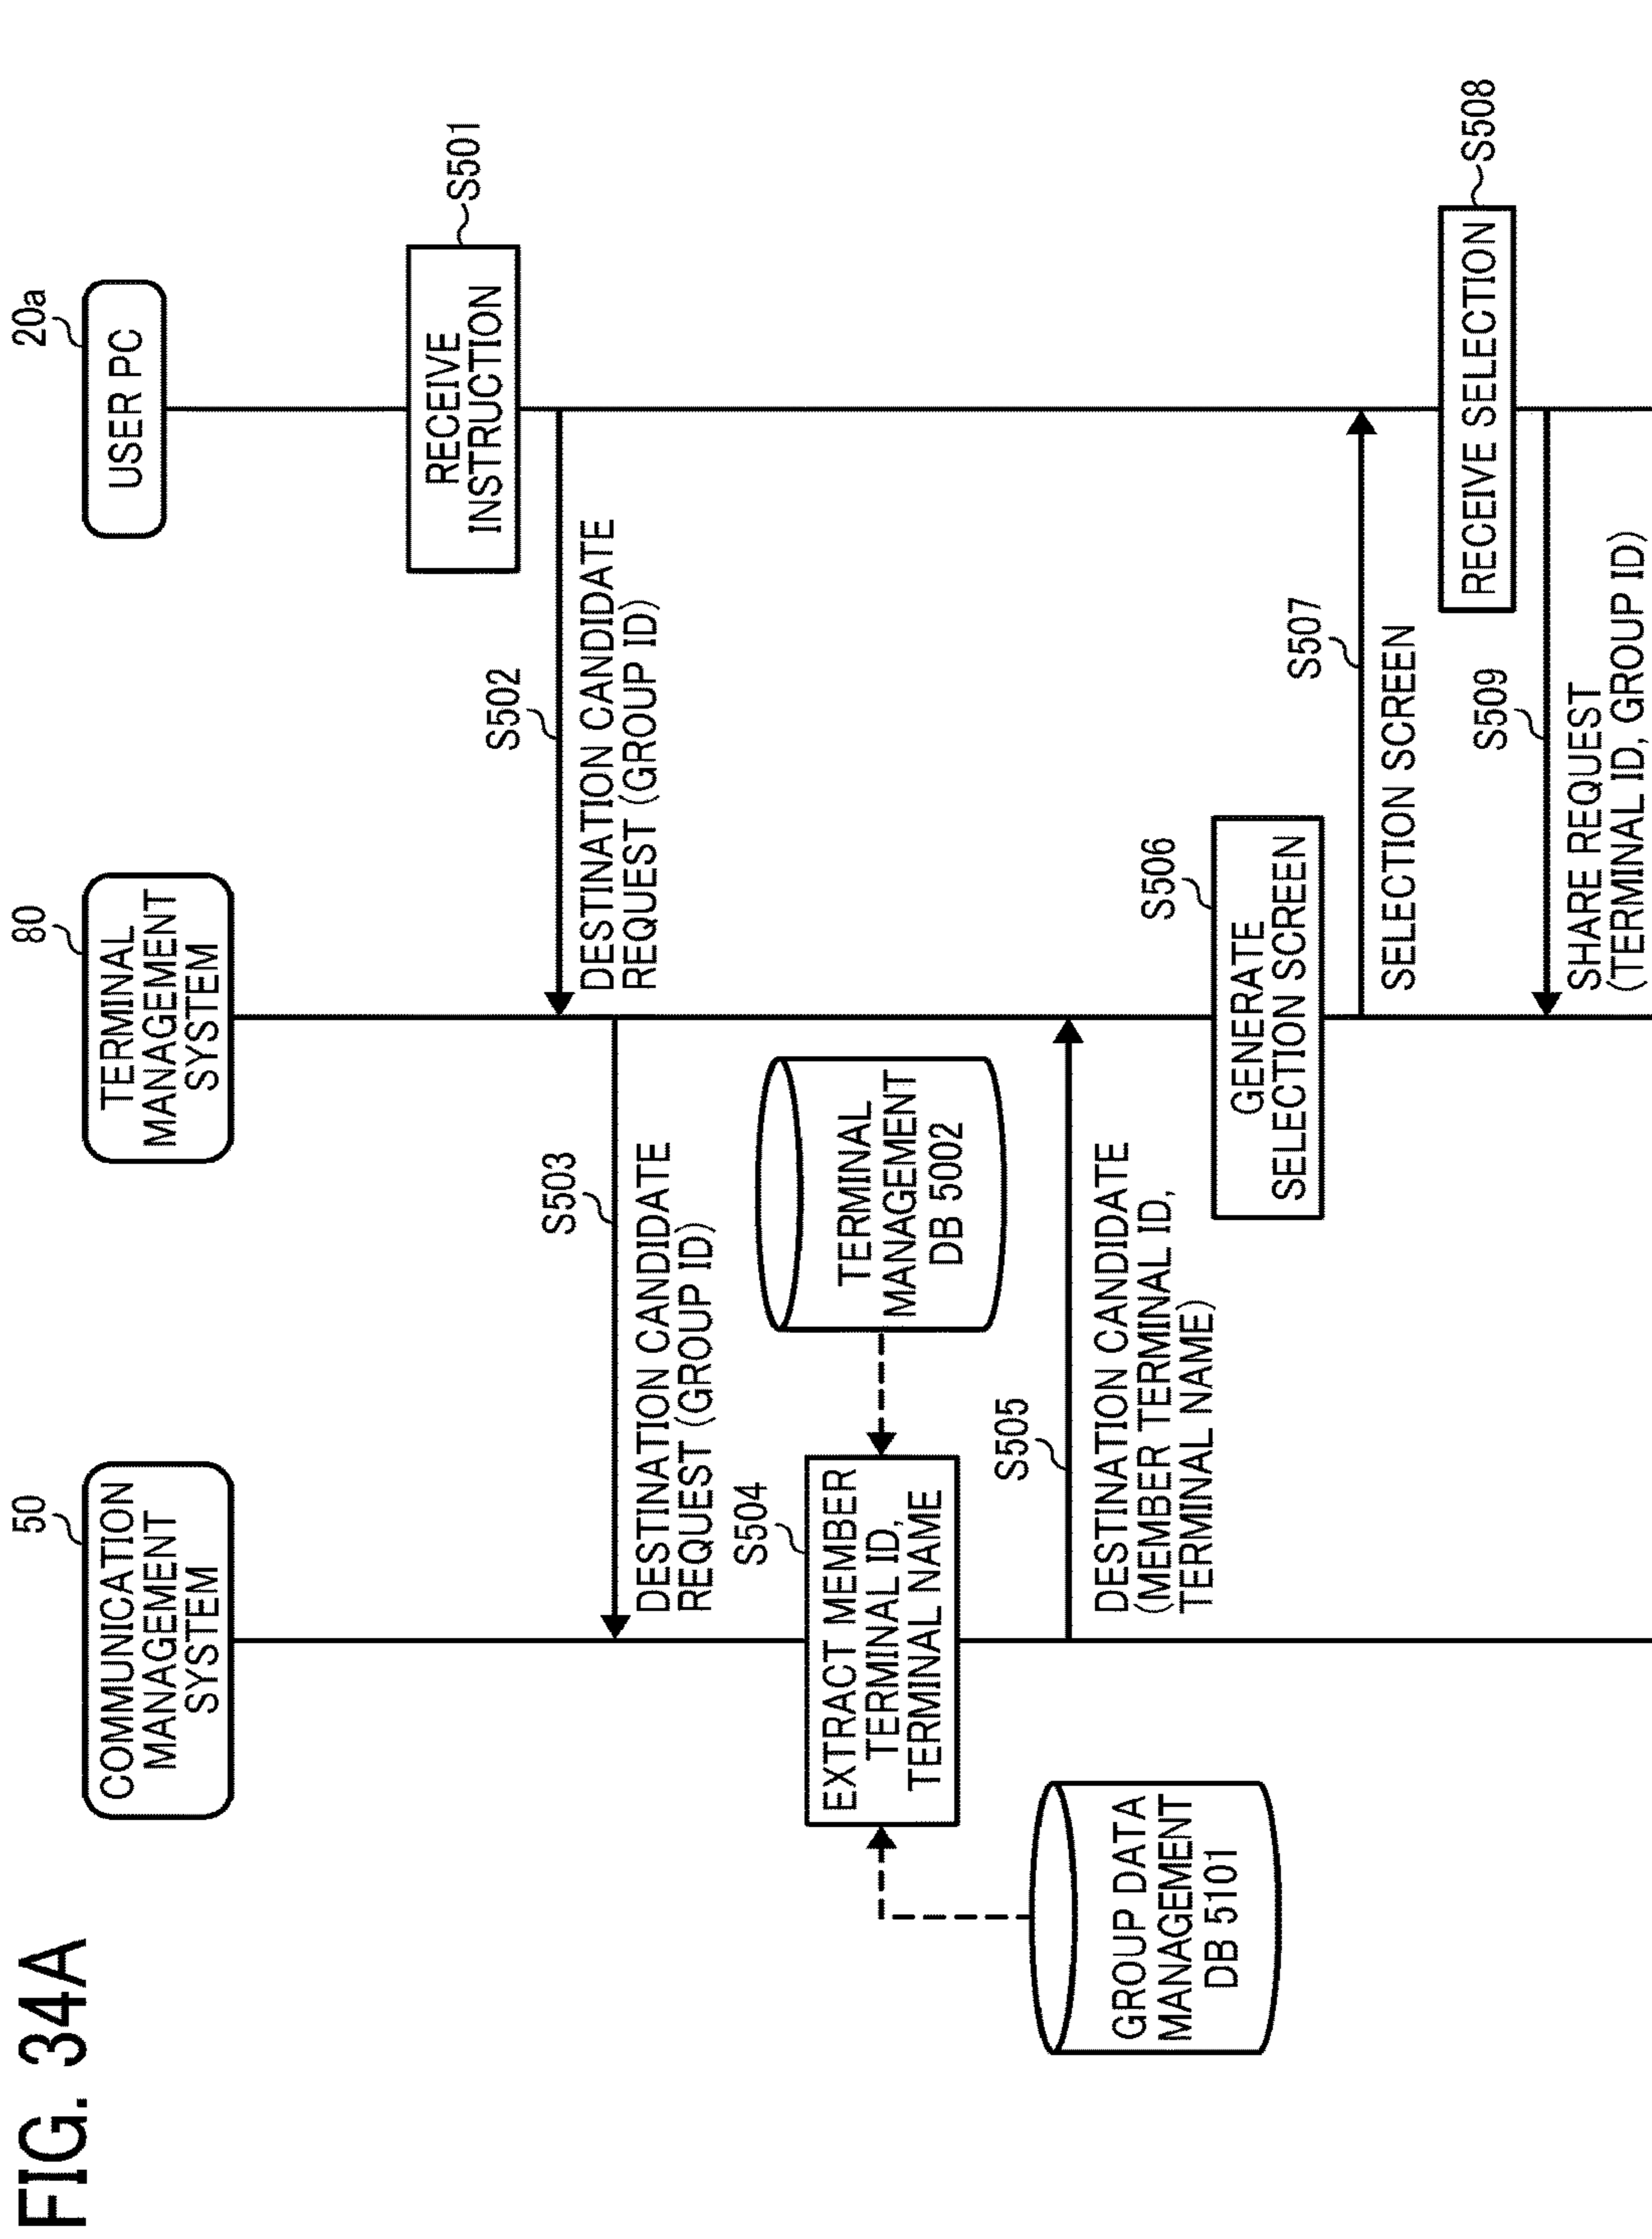 FIG. 34A
50
COMMUNICATION
MANAGEMENT
SYSTEM
80
TERMINAL
MANAGEMENT
SYSTEM
20a
USER PC
RECEIVE
INSTRUCTION
S501
S502
DESTINATION CANDIDATE
REQUEST (GROUP ID)
S503
DESTINATION CANDIDATE
REQUEST (GROUP ID)
S504
EXTRACT MEMBER
TERMINAL ID,
TERMINAL NAME
TERMINAL
MANAGEMENT
DB 5002
GROUP DATA
MANAGEMENT
DB 5101
S505
DESTINATION CANDIDATE
(MEMBER TERMINAL ID,
TERMINAL NAME)
S506
GENERATE
SELECTION SCREEN
S507
SELECTION SCREEN
RECEIVE SELECTION
S508
S509
SHARE REQUEST
(TERMINAL ID, GROUP ID)